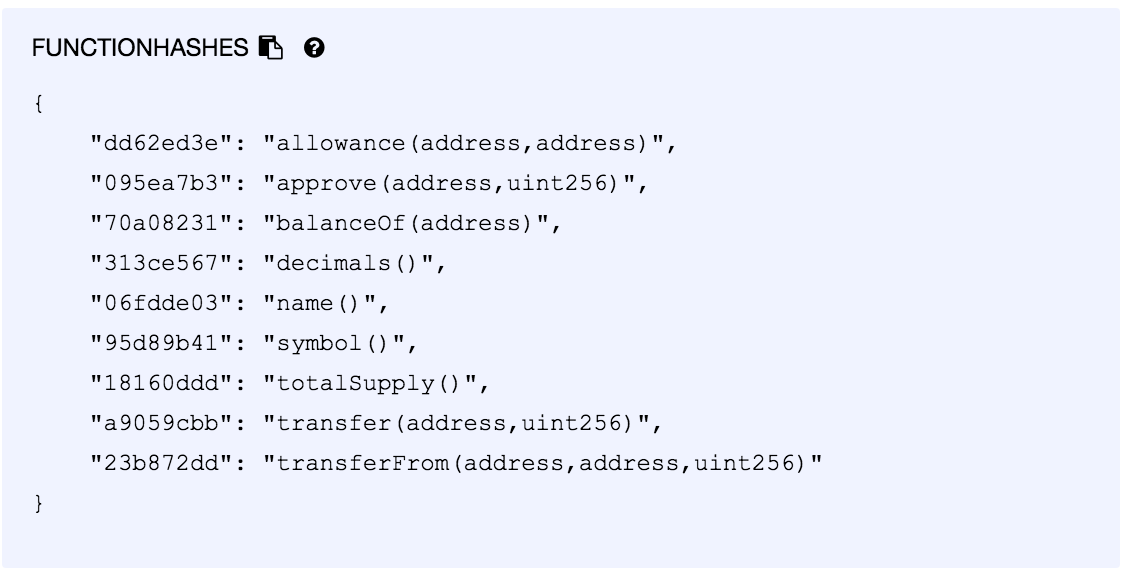 FUNCTIONHASHES
{
    "dd62ed3e": "allowance(address,address)",
    "095ea7b3": "approve(address,uint256)",
    "70a08231": "balanceOf(address)",
    "313ce567": "decimals()",
    "06fdde03": "name()",
    "95d89b41": "symbol()",
    "18160ddd": "totalSupply()",
    "a9059cbb": "transfer(address,uint256)",
    "23b872dd": "transferFrom(address,address,uint256)"
}